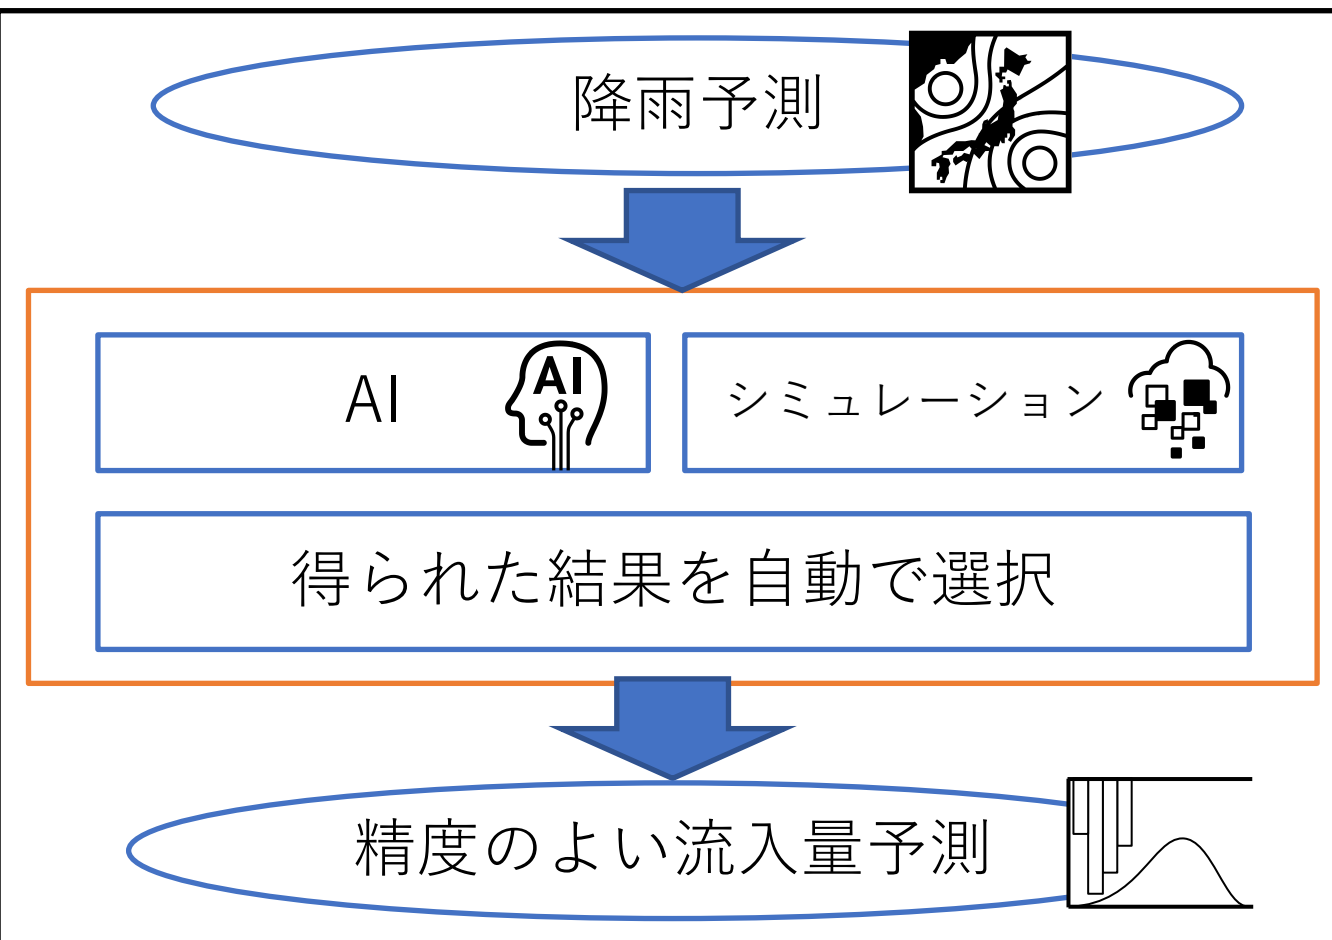 降雨予測
AI
AI
シミュレーション
得られた結果を自動で選択
精度のよい流入量予測